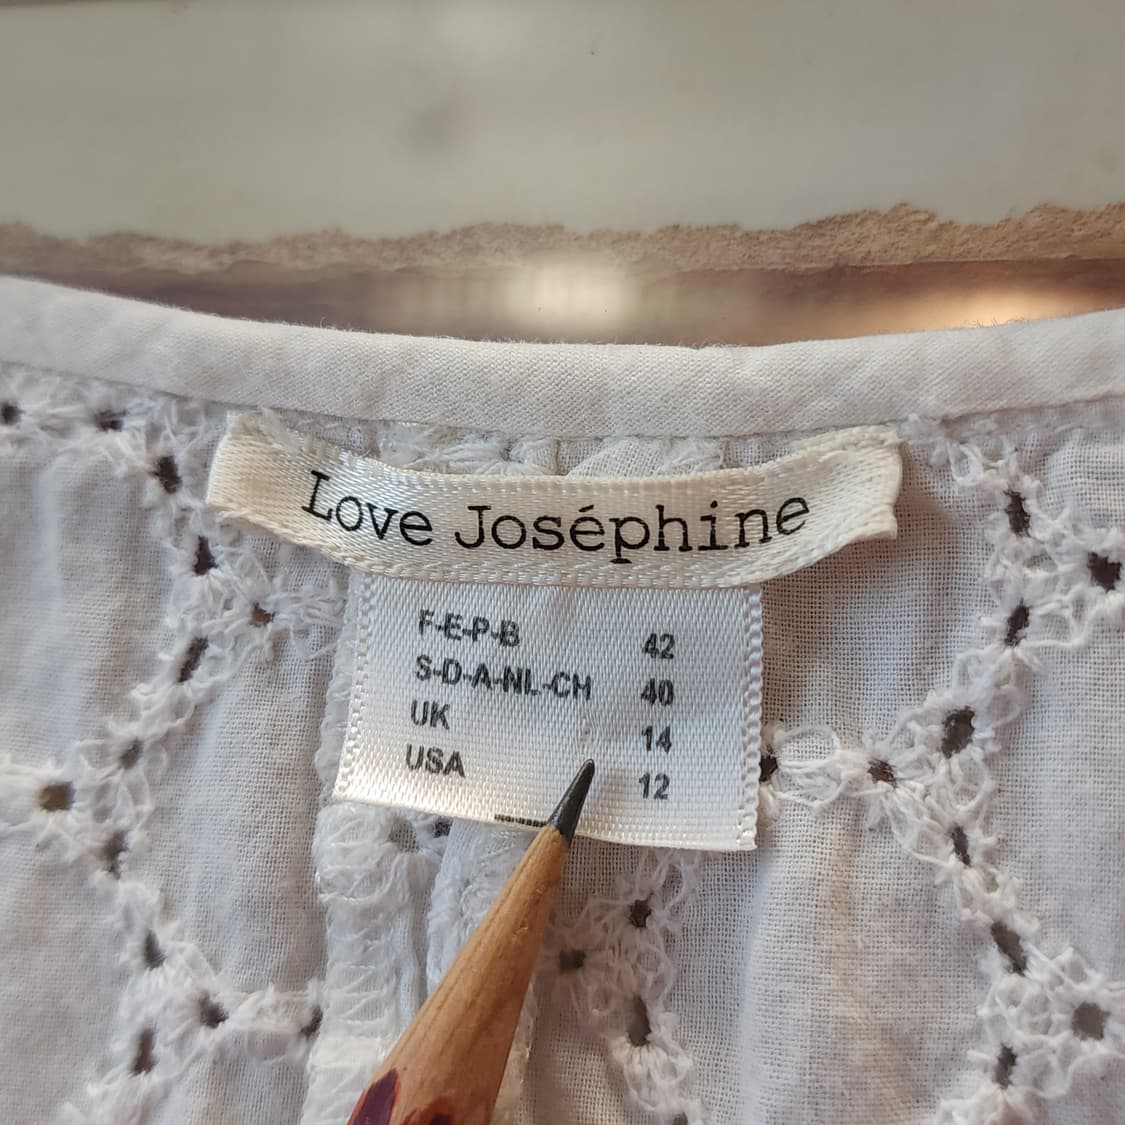 Love Joséphine
F-E-P-B 42
S-D-A-NL-CH 40
UK 14
USA 12